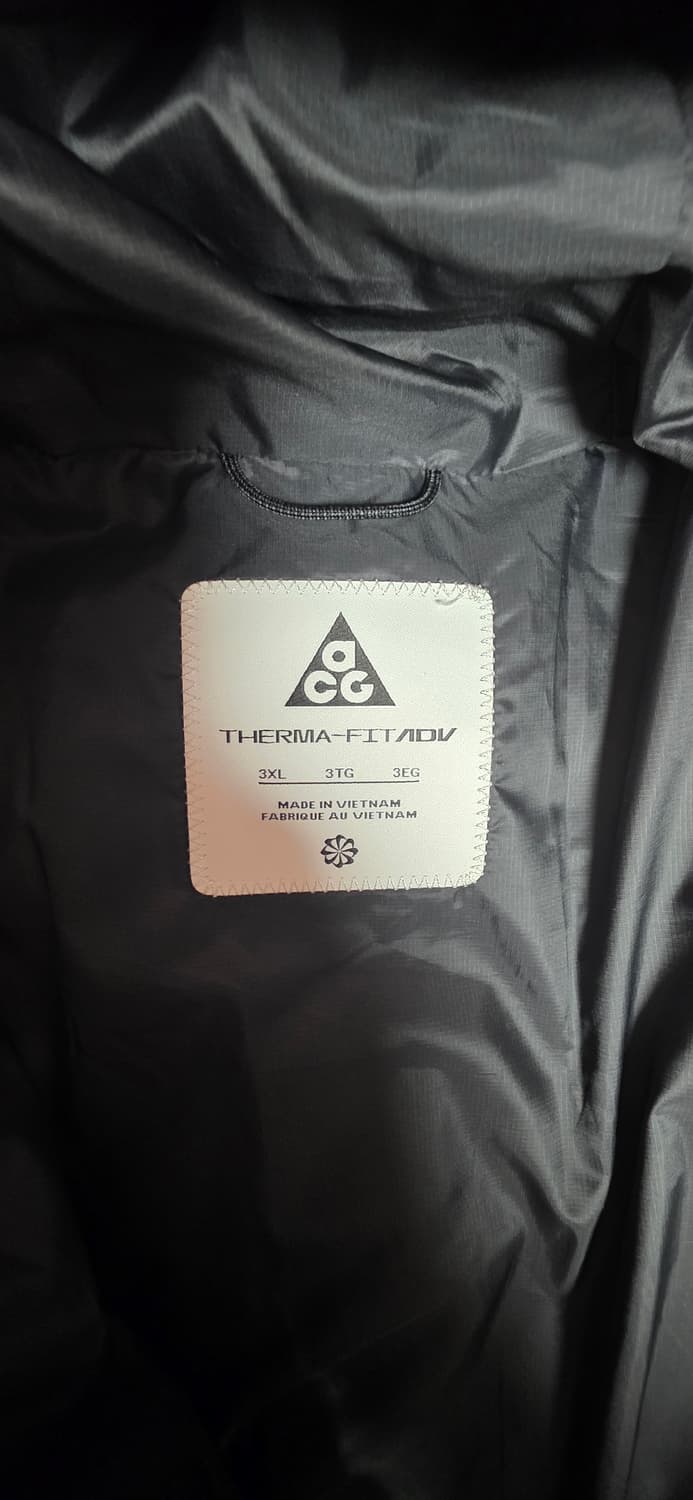 acg
THERMA-FIT ADV
3XL 3TG 3EG
MADE IN VIETNAM
FABRIQUE AU VIETNAM